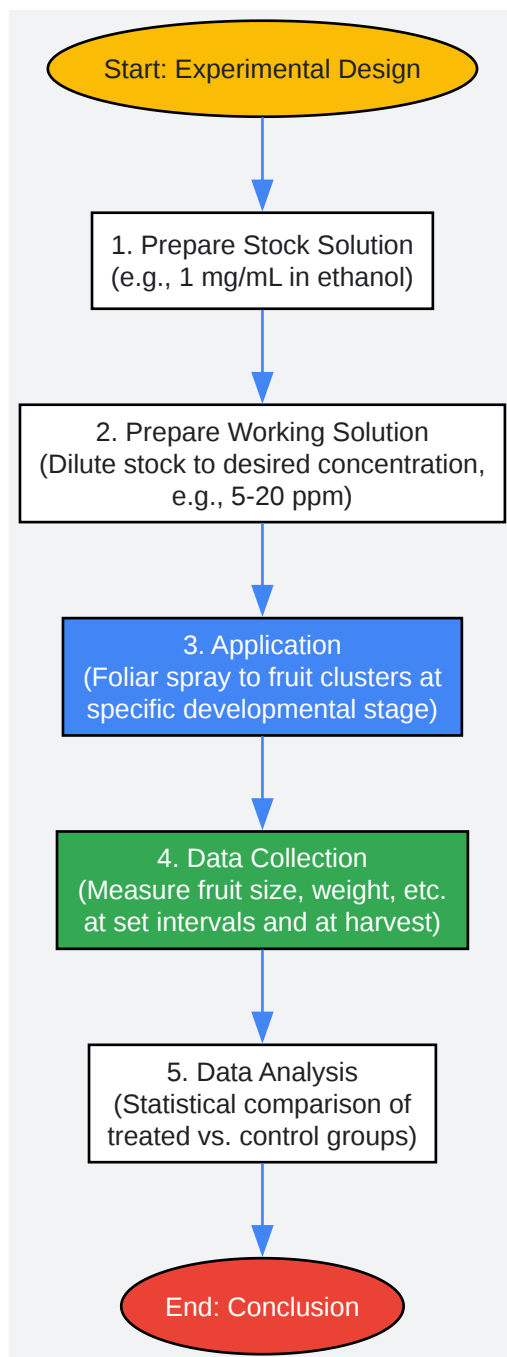 Start: Experimental Design
1. Prepare Stock Solution
(e.g., 1 mg/mL in ethanol)
2. Prepare Working Solution
(Dilute stock to desired concentration,
e.g., 5-20 ppm)
3. Application
(Foliar spray to fruit clusters at
specific developmental stage)
4. Data Collection
(Measure fruit size, weight, etc.
at set intervals and at harvest)
5. Data Analysis
(Statistical comparison of
treated vs. control groups)
End: Conclusion